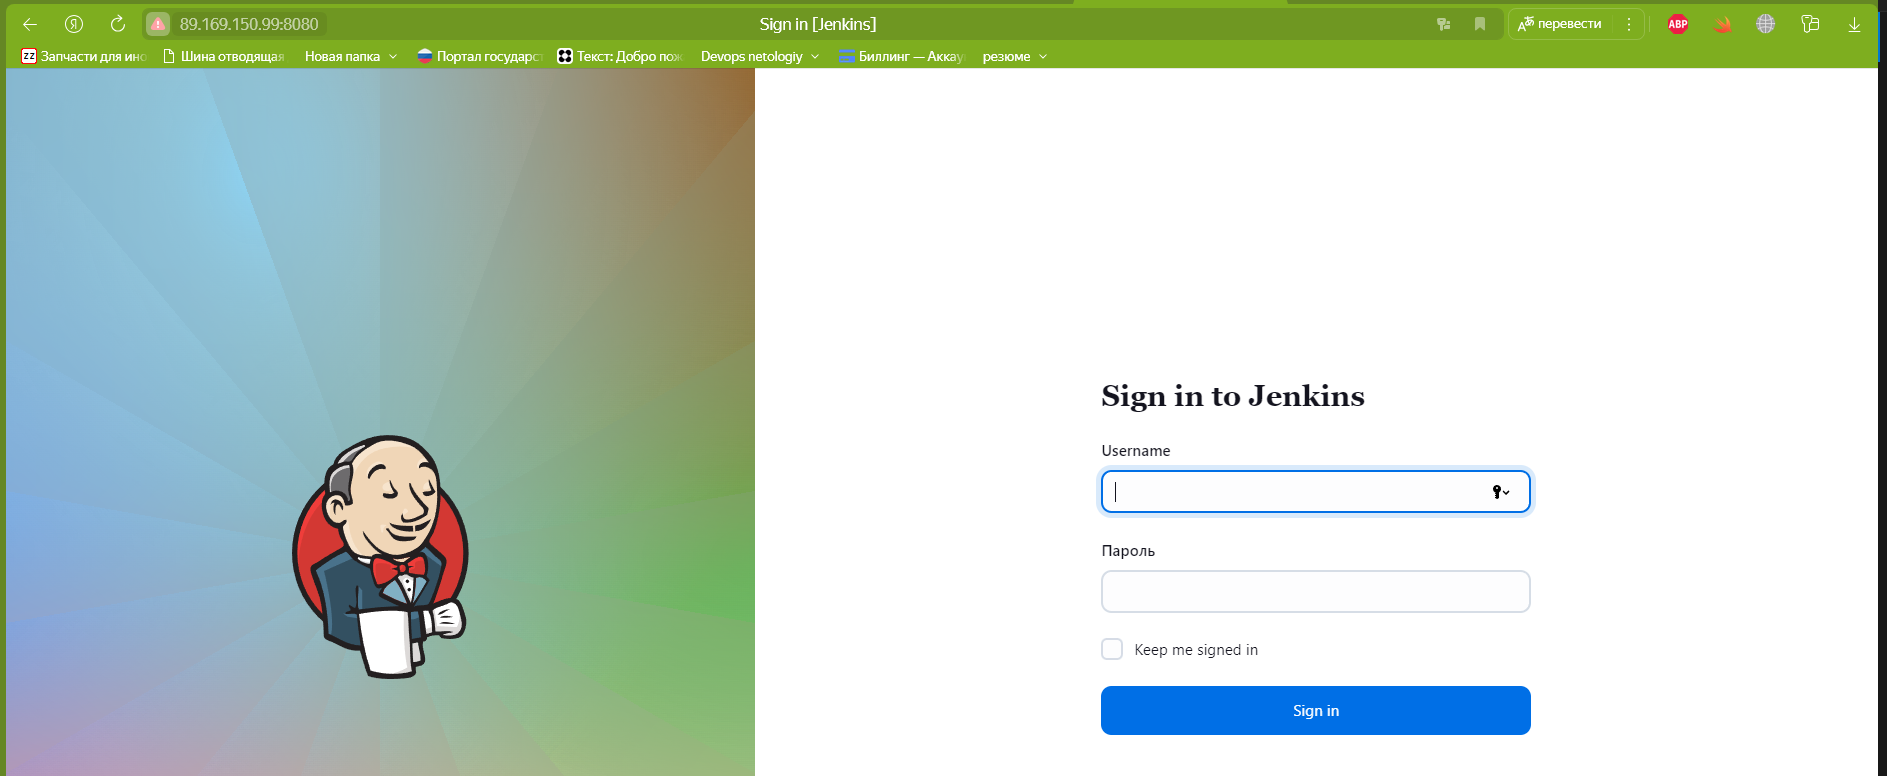 89.169.150.99:8080
Sign in [Jenkins]
перевести
ABP
ZZ Запчасти для ино
Шина отводящая
Новая папка
Портал государст
Текст: Добро пож
Devops netologiy
Биллинг — Аккау
резюме
Sign in to Jenkins
Username
Пароль
Keep me signed in
Sign in